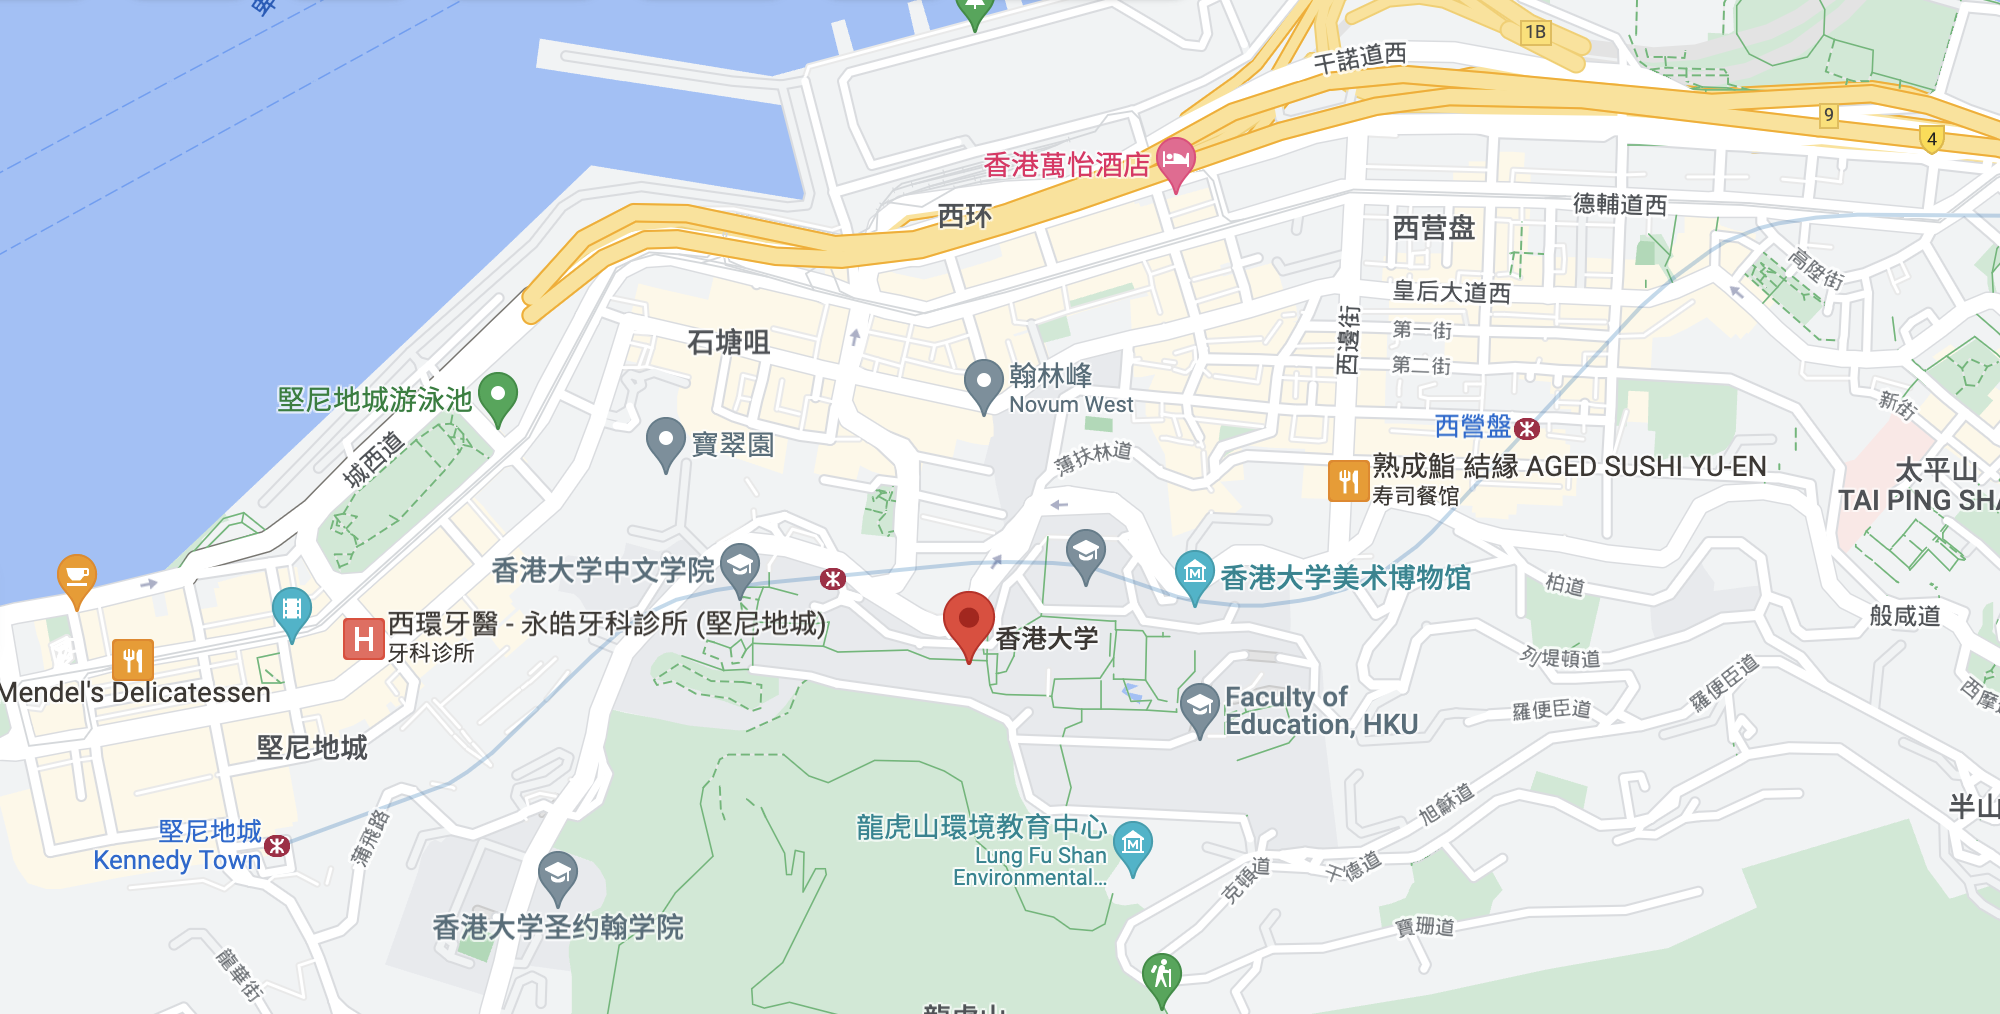 干諾道西
1B
9
4
香港萬怡酒店
西环
德輔道西
西营盘
高陞街
皇后大道西
石塘咀
西邊街
第一街
第二街
翰林峰
Novum West
堅尼地城游泳池
新街
城西道
寶翠園
西營盤
薄扶林道
熟成鮨 結緣 AGED SUSHI YU-EN
寿司餐馆
太平山
TAI PING SHA
香港大学中文学院
香港大学美术博物馆
柏道
般咸道
西環牙醫 - 永皓牙科診所 (堅尼地城)
牙科诊所
香港大学
列堤頓道
Mendel's Delicatessen
羅便臣道
羅便臣道
西摩
Faculty of
Education, HKU
堅尼地城
旭龢道
半山
堅尼地城
Kennedy Town
蒲飛路
龍虎山環境教育中心
Lung Fu Shan
Environmental...
克頓道
干德道
香港大学圣约翰学院
寶珊道
龍華街
龍虎山